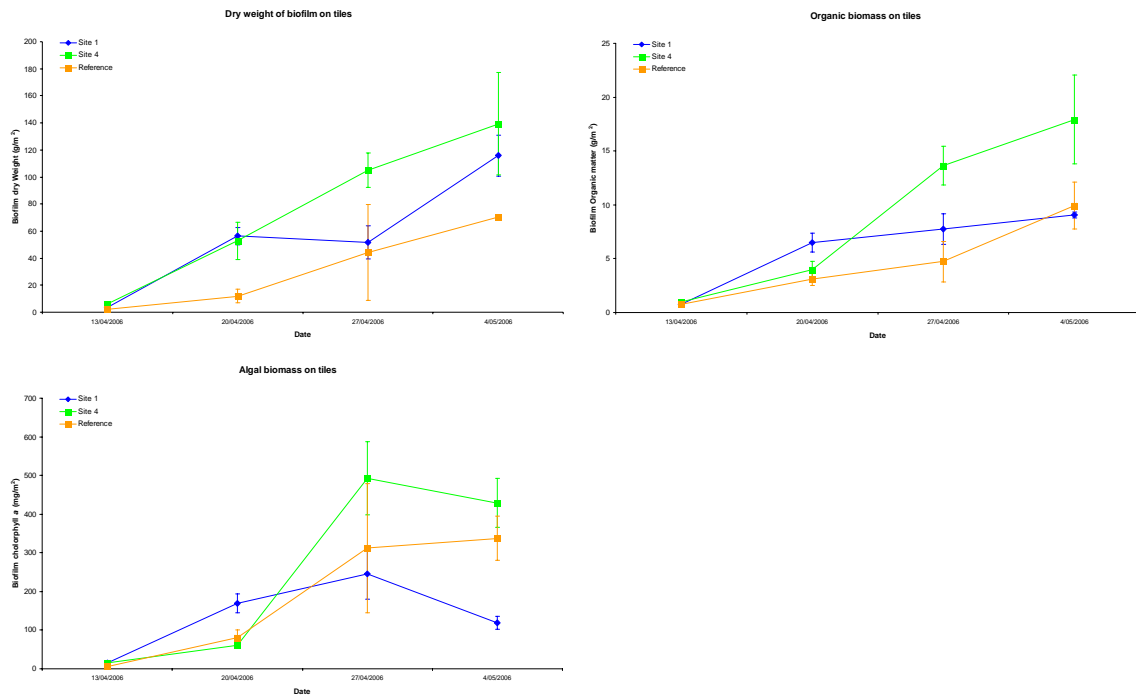 Dry weight of biofilm on tiles
Site 1
Site 4
Reference
200
180
160
140
120
100
80
60
40
20
0
Biofilm dry Weight (g/m²)
13/04/2006 20/04/2006 27/04/2006 4/05/2006
Date
Organic biomass on tiles
Site 1
Site 4
Reference
25
20
15
10
5
0
Biofilm Organic matter (g/m²)
13/04/2006 20/04/2006 27/04/2006 4/05/2006
Date
Algal biomass on tiles
Site 1
Site 4
Reference
700
600
500
400
300
200
100
0
Biofilm cholorphyll a (mg/m²)
13/04/2006 20/04/2006 27/04/2006 4/05/2006
Date